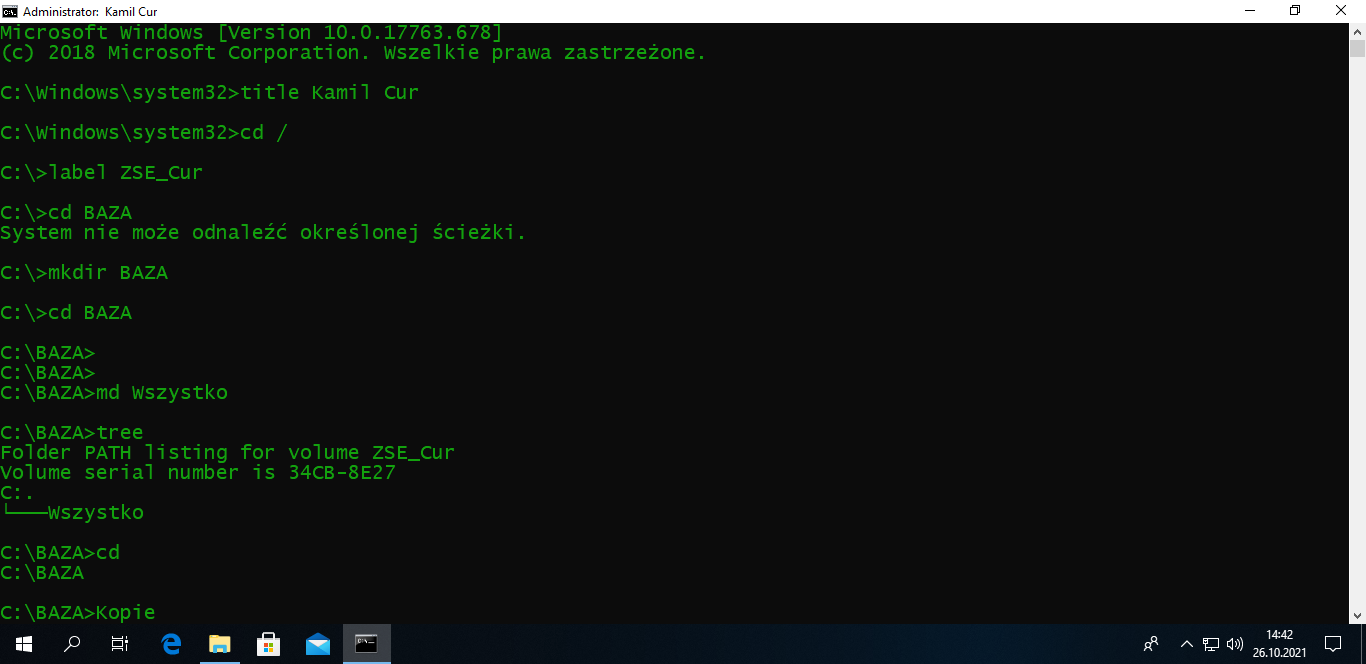 Administrator: Kamil Cur
Microsoft Windows [Version 10.0.17763.678]
(c) 2018 Microsoft Corporation. Wszelkie prawa zastrzeżone.
C:\Windows\system32>title Kamil Cur
C:\Windows\system32>cd /
C:\>label ZSE_Cur
C:\>cd BAZA
System nie może odnaleźć określonej ścieżki.
C:\>mkdir BAZA
C:\>cd BAZA
C:\BAZA>
C:\BAZA>
C:\BAZA>md Wszystko
C:\BAZA>tree
Folder PATH listing for volume ZSE_Cur
Volume serial number is 34CB-8E27
C:.
└───Wszystko
C:\BAZA>cd
C:\BAZA
C:\BAZA>Kopie
14:42
26.10.2021